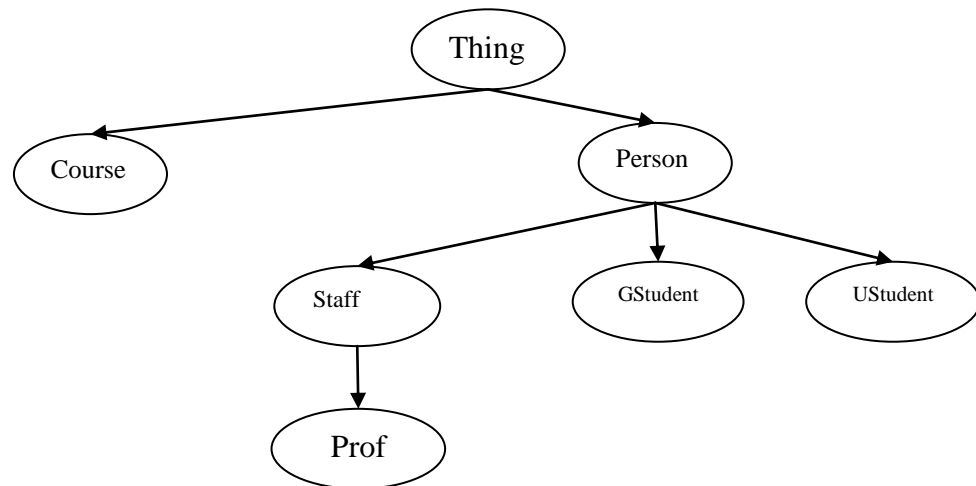 Thing
Course
Person
Staff
GStudent
UStudent
Prof